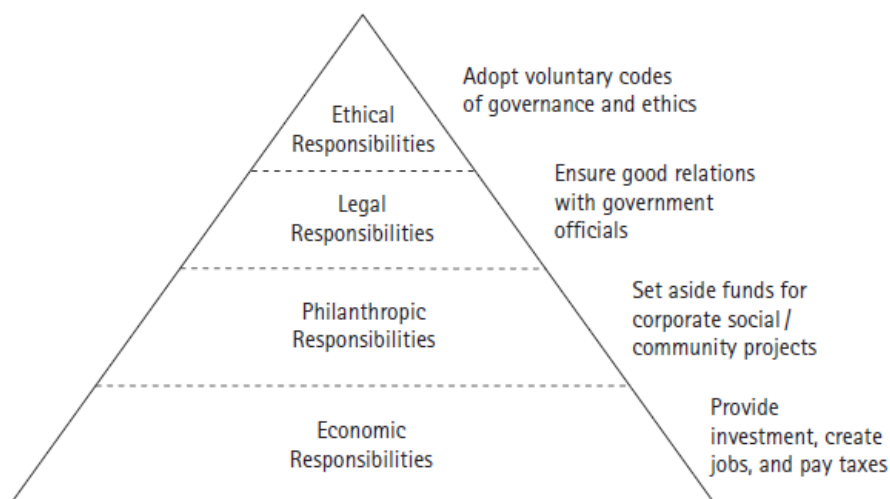 Adopt voluntary codes
of governance and ethics
Ethical
Responsibilities
Ensure good relations
with government
officials
Legal
Responsibilities
Set aside funds for
corporate social/
community projects
Philanthropic
Responsibilities
Provide
investment, create
jobs, and pay taxes
Economic
Responsibilities